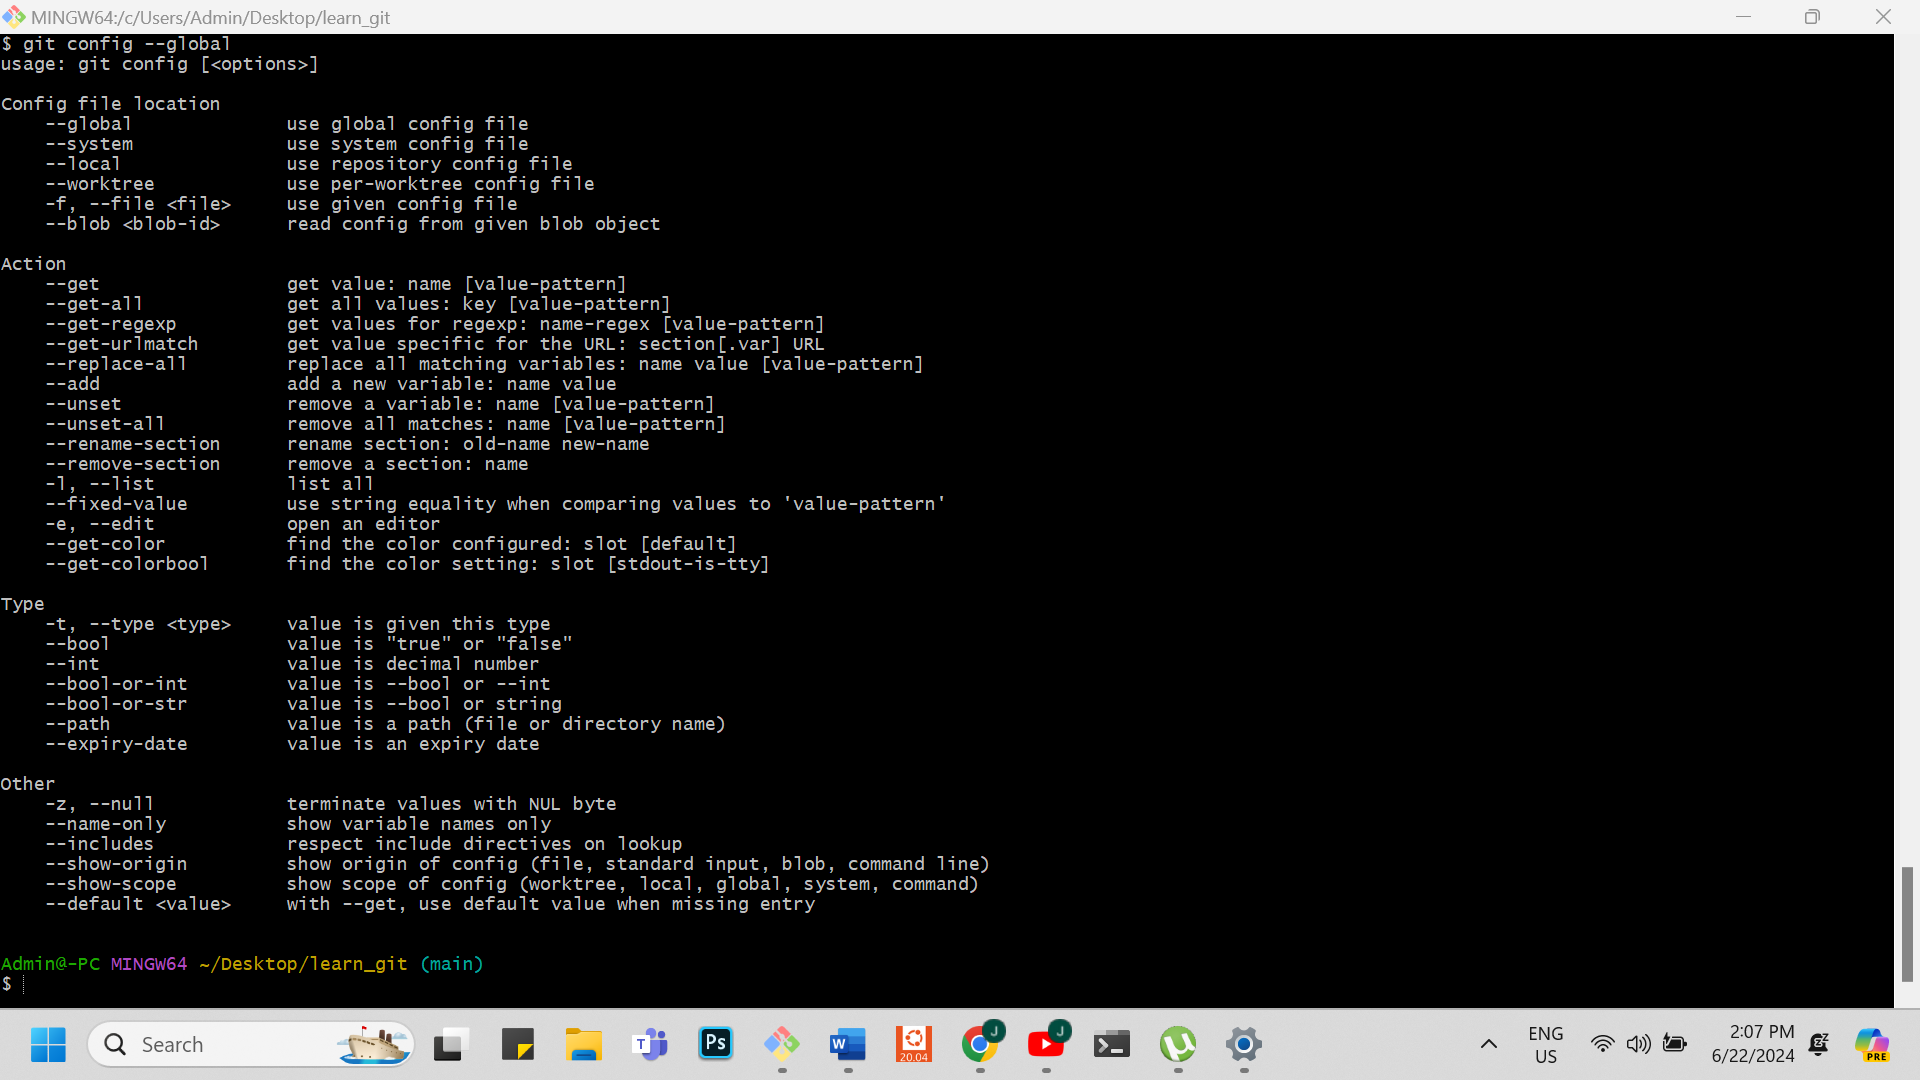 MINGW64:/c/Users/Admin/Desktop/learn_git
$ git config --global
usage: git config [<options>]
Config file location
--global use global config file
--system use system config file
--local use repository config file
--worktree use per-worktree config file
-f, --file <file> use given config file
--blob <blob-id> read config from given blob object
Action
--get get value: name [value-pattern]
--get-all get all values: key [value-pattern]
--get-regexp get values for regexp: name-regex [value-pattern]
--get-urlmatch get value specific for the URL: section[.var] URL
--replace-all replace all matching variables: name value [value-pattern]
--add add a new variable: name value
--unset remove a variable: name [value-pattern]
--unset-all remove all matches: name [value-pattern]
--rename-section rename section: old-name new-name
--remove-section remove a section: name
-l, --list list all
--fixed-value use string equality when comparing values to 'value-pattern'
-e, --edit open an editor
--get-color find the color configured: slot [default]
--get-colorbool find the color setting: slot [stdout-is-tty]
Type
-t, --type <type> value is given this type
--bool value is "true" or "false"
--int value is decimal number
--bool-or-int value is --bool or --int
--bool-or-str value is --bool or string
--path value is a path (file or directory name)
--expiry-date value is an expiry date
Other
-z, --null terminate values with NUL byte
--name-only show variable names only
--includes respect include directives on lookup
--show-origin show origin of config (file, standard input, blob, command line)
--show-scope show scope of config (worktree, local, global, system, command)
--default <value> with --get, use default value when missing entry
Admin@-PC MINGW64 ~/Desktop/learn_git (main)
$
Search
T
Ps
W
20.04
J
J
ENG
US
2:07 PM
6/22/2024
PRE